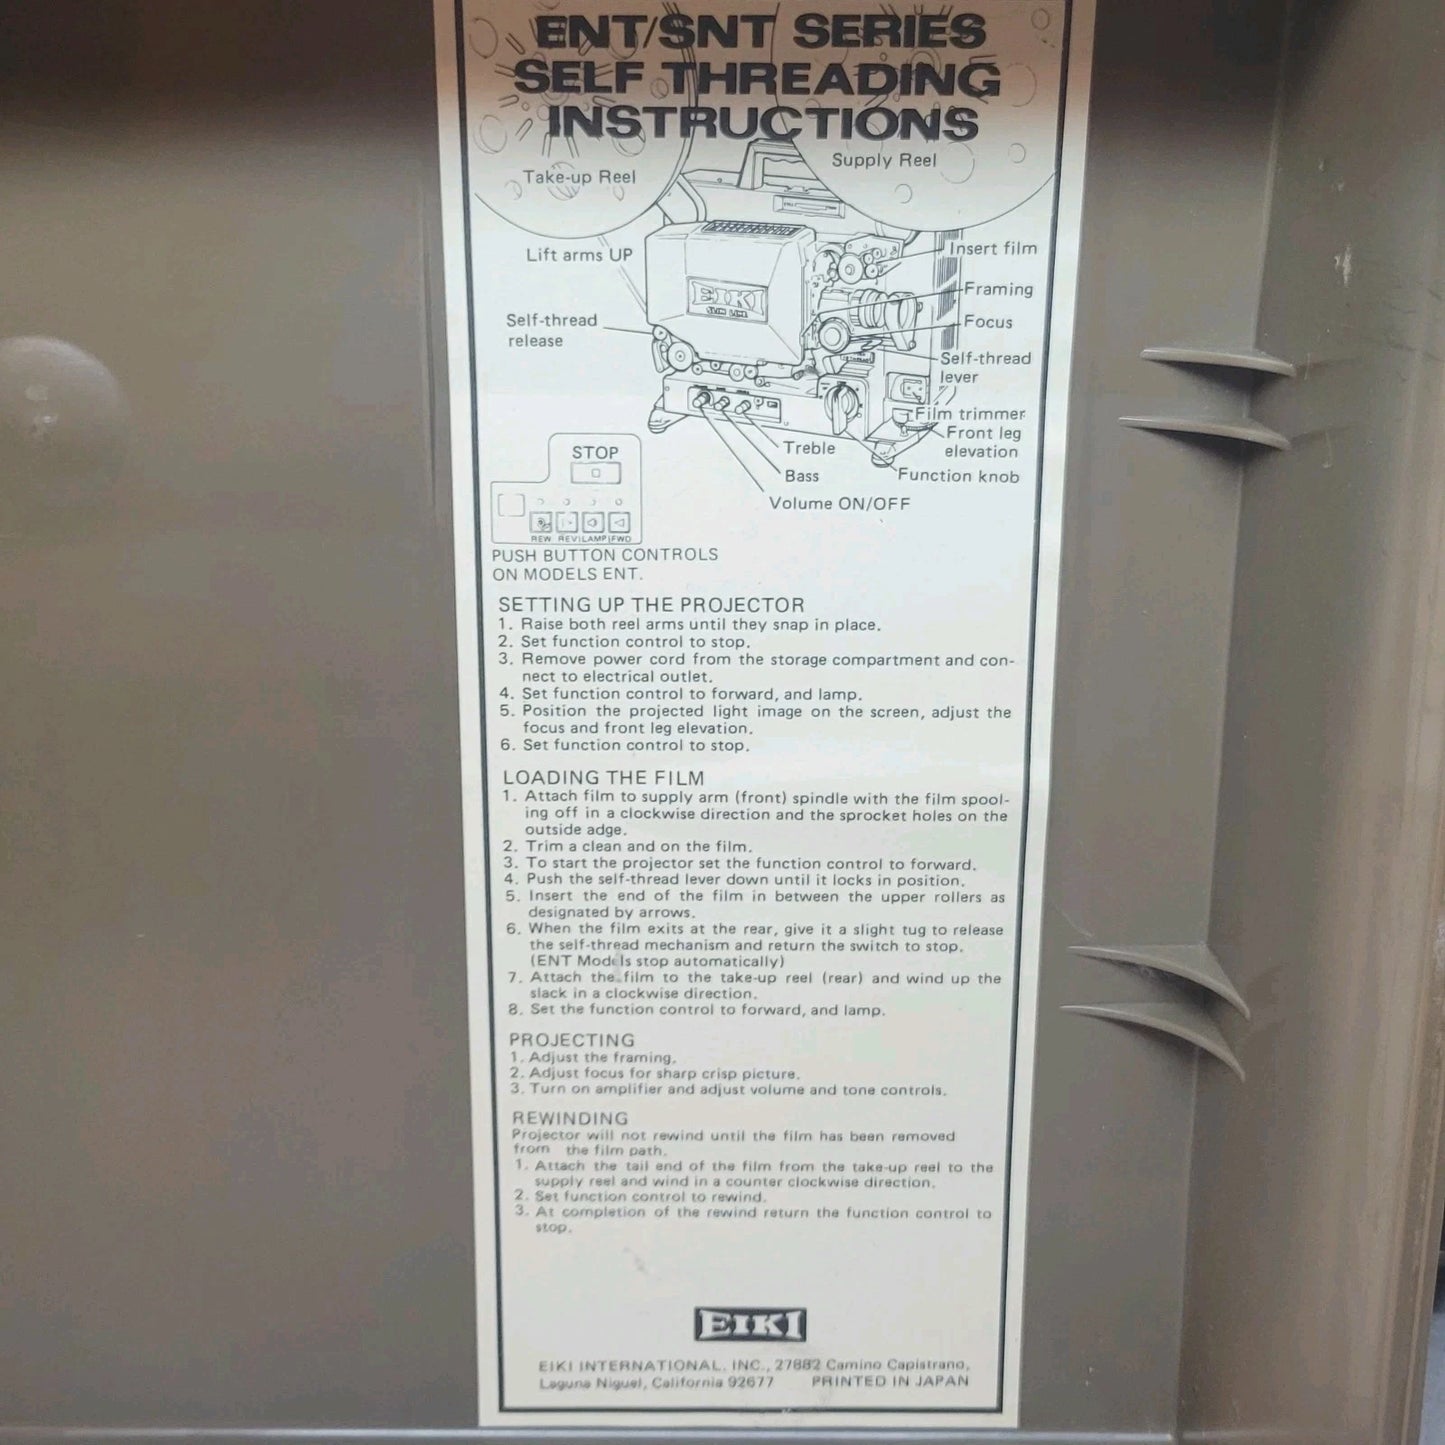 ENT/SNT SERIES
SELF THREADING
INSTRUCTIONS
Supply Reel
Take-up Reel
Lift arms UP
Insert film
EIKI
SLIM LINE
Framing
Self-thread
release
Focus
Self-thread
lever
Film trimmer
Front leg
elevation
Treble
Bass
Function knob
Volume ON/OFF
STOP
REW REV LAMP FWD
PUSH BUTTON CONTROLS
ON MODELS ENT.
SETTING UP THE PROJECTOR
1. Raise both reel arms until they snap in place.
2. Set function control to stop.
3. Remove power cord from the storage compartment and con-
nect to electrical outlet.
4. Set function control to forward, and lamp.
5. Position the projected light image on the screen, adjust the
focus and front leg elevation.
6. Set function control to stop.
LOADING THE FILM
1. Attach film to supply arm (front) spindle with the film spool-
ing off in a clockwise direction and the sprocket holes on the
outside edge.
2. Trim a clean and on the film.
3. To start the projector set the function control to forward.
4. Push the self-thread lever down until it locks in position.
5. Insert the end of the film in between the upper rollers as
designated by arrows.
6. When the film exits at the rear, give it a slight tug to release
the self-thread mechanism and return the switch to stop.
(ENT Models stop automatically)
7. Attach the film to the take-up reel (rear) and wind up the
slack in a clockwise direction.
8. Set the function control to forward, and lamp.
PROJECTING
1. Adjust the framing.
2. Adjust focus for sharp crisp picture.
3. Turn on amplifier and adjust volume and tone controls.
REWINDING
Projector will not rewind until the film has been removed
from the film path.
1. Attach the tail end of the film from the take-up reel to the
supply reel and wind in a counter clockwise direction.
2. Set function control to rewind.
3. At completion of the rewind return the function control to
stop.
EIKI
EIKI INTERNATIONAL, INC., 27882 Camino Capistrano,
Laguna Niguel, California 92677 PRINTED IN JAPAN